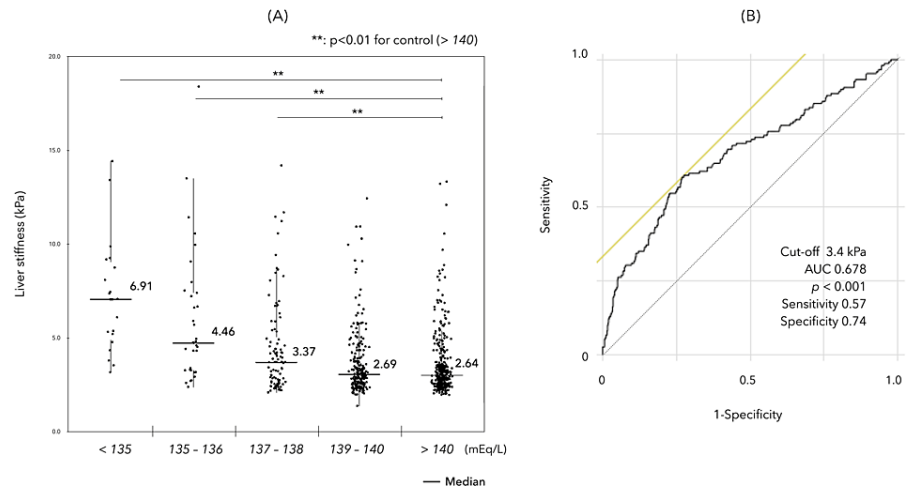 (A)
**: p<0.01 for control (> 140)
20.0
15.0
10.0
5.0
0.0
Liver stiffness (kPa)
**
**
**
6.91
4.46
3.37
2.69
2.64
< 135
135 – 136
137 – 138
139 – 140
> 140
(mEq/L)
Median
(B)
1.0
0.5
0
Sensitivity
Cut-off 3.4 kPa
AUC 0.678
p < 0.001
Sensitivity 0.57
Specificity 0.74
0
0.5
1.0
1-Specificity